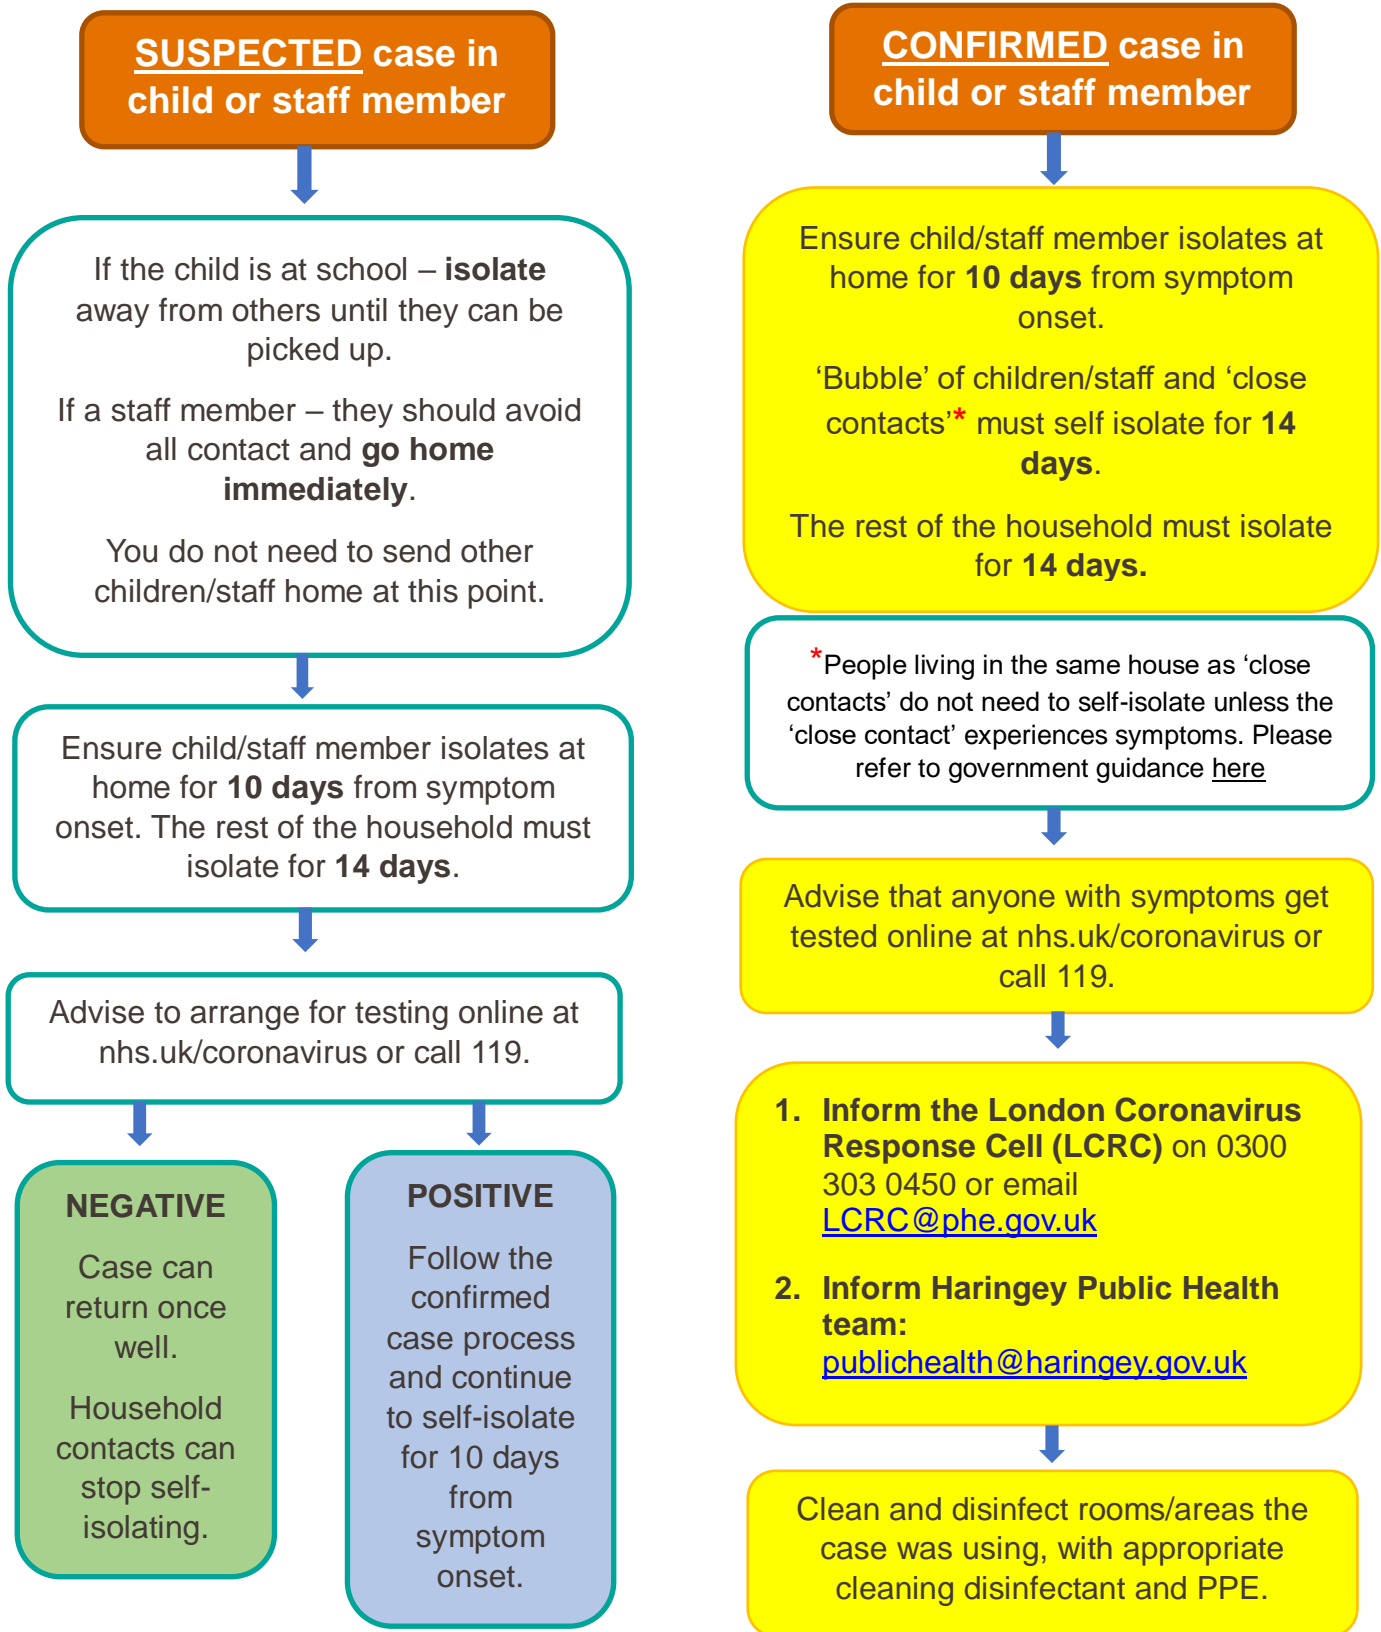 SUSPECTED case in
child or staff member
If the child is at school – isolate
away from others until they can be
picked up.
If a staff member – they should avoid
all contact and go home
immediately.
You do not need to send other
children/staff home at this point.
Ensure child/staff member isolates at
home for 10 days from symptom
onset. The rest of the household must
isolate for 14 days.
Advise to arrange for testing online at
nhs.uk/coronavirus or call 119.
NEGATIVE
Case can
return once
well.
Household
contacts can
stop self-
isolating.
POSITIVE
Follow the
confirmed
case process
and continue
to self-isolate
for 10 days
from
symptom
onset.
CONFIRMED case in
child or staff member
Ensure child/staff member isolates at
home for 10 days from symptom
onset.
‘Bubble’ of children/staff and ‘close
contacts’* must self isolate for 14
days.
The rest of the household must isolate
for 14 days.
*People living in the same house as ‘close
contacts’ do not need to self-isolate unless the
‘close contact’ experiences symptoms. Please
refer to government guidance here
Advise that anyone with symptoms get
tested online at nhs.uk/coronavirus or
call 119.
1. Inform the London Coronavirus
Response Cell (LCRC) on 0300
303 0450 or email
LCRC@phe.gov.uk
2. Inform Haringey Public Health
team:
publichealth@haringey.gov.uk
Clean and disinfect rooms/areas the
case was using, with appropriate
cleaning disinfectant and PPE.